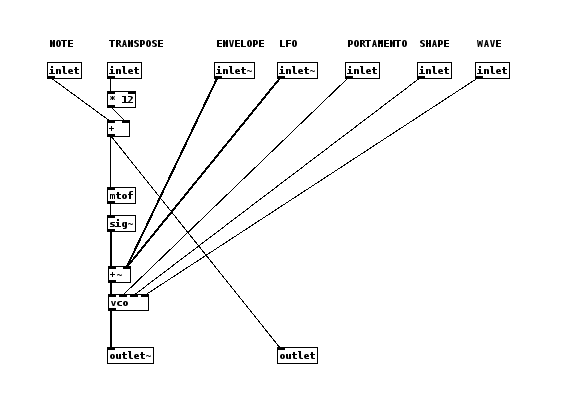 NOTE TRANSPOSE ENVELOPE LFO PORTAMENTO SHAPE WAVE
inlet inlet inlet~ inlet~ inlet inlet inlet
* 12
+
mtof
sig~
+~
vco
outlet~ outlet